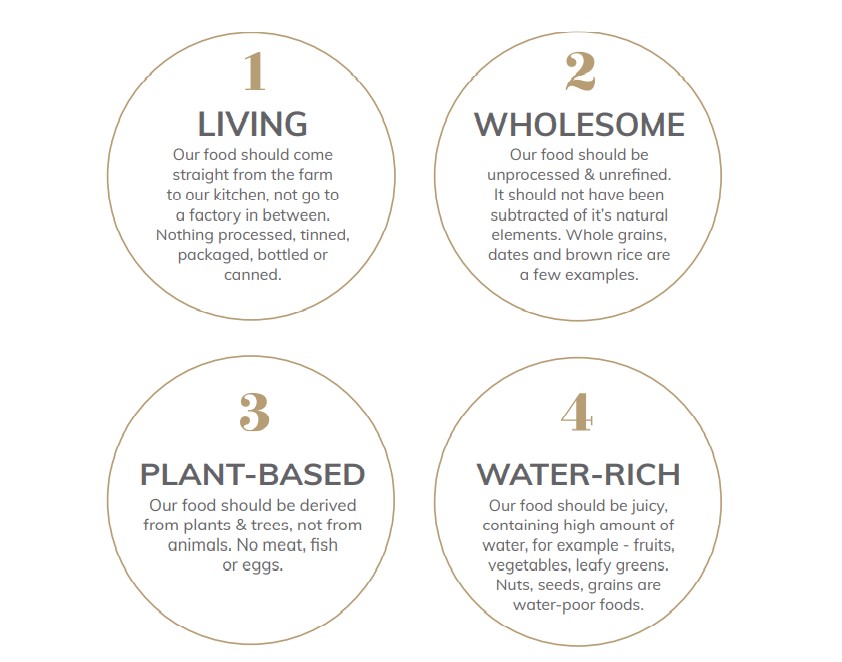 1
LIVING
Our food should come
straight from the farm
to our kitchen, not go to
a factory in between.
Nothing processed, tinned,
packaged, bottled or
canned.
2
WHOLESOME
Our food should be
unprocessed & unrefined.
It should not have been
subtracted of it's natural
elements. Whole grains,
dates and brown rice are
a few examples.
3
PLANT-BASED
Our food should be derived
from plants & trees, not from
animals. No meat, fish
or eggs.
4
WATER-RICH
Our food should be juicy,
containing high amount of
water, for example - fruits,
vegetables, leafy greens.
Nuts, seeds, grains are
water-poor foods.